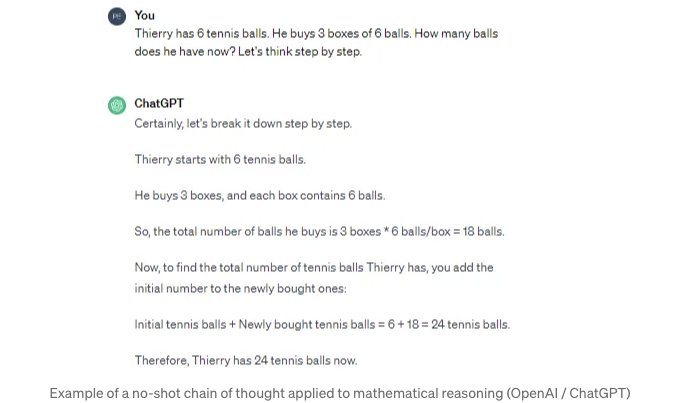 PE
You
Thierry has 6 tennis balls. He buys 3 boxes of 6 balls. How many balls
does he have now? Let's think step by step.
ChatGPT
Certainly, let's break it down step by step.
Thierry starts with 6 tennis balls.
He buys 3 boxes, and each box contains 6 balls.
So, the total number of balls he buys is 3 boxes * 6 balls/box = 18 balls.
Now, to find the total number of tennis balls Thierry has, you add the
initial number to the newly bought ones:
Initial tennis balls + Newly bought tennis balls = 6 + 18 = 24 tennis balls.
Therefore, Thierry has 24 tennis balls now.
Example of a no-shot chain of thought applied to mathematical reasoning (OpenAI / ChatGPT)